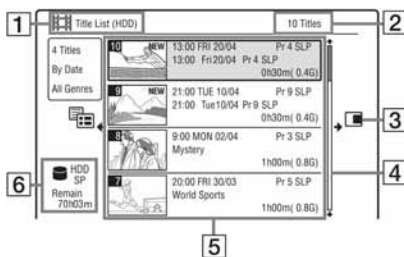 1 Title List (HDD) 10 Titles 2
4 Titles
By Date
All Genres
10 NEW 13:00 FRI 20/04 Pr 4 SLP
13:00 Fri20/04 Pr 4 SLP
0h30m( 0.4G)
9 NEW 21:00 TUE 10/04 Pr 9 SLP
21:00 Tue10/04 Pr 9 SLP
0h30m( 0.4G)
3
8 9:00 MON 02/04 Pr 3 SLP
Mystery
1h00m( 0.8G)
4
7 20:00 FRI 30/03 Pr 5 SLP
World Sports
1h00m( 0.8G)
6 HDD
SP
Remain
70h03m
5